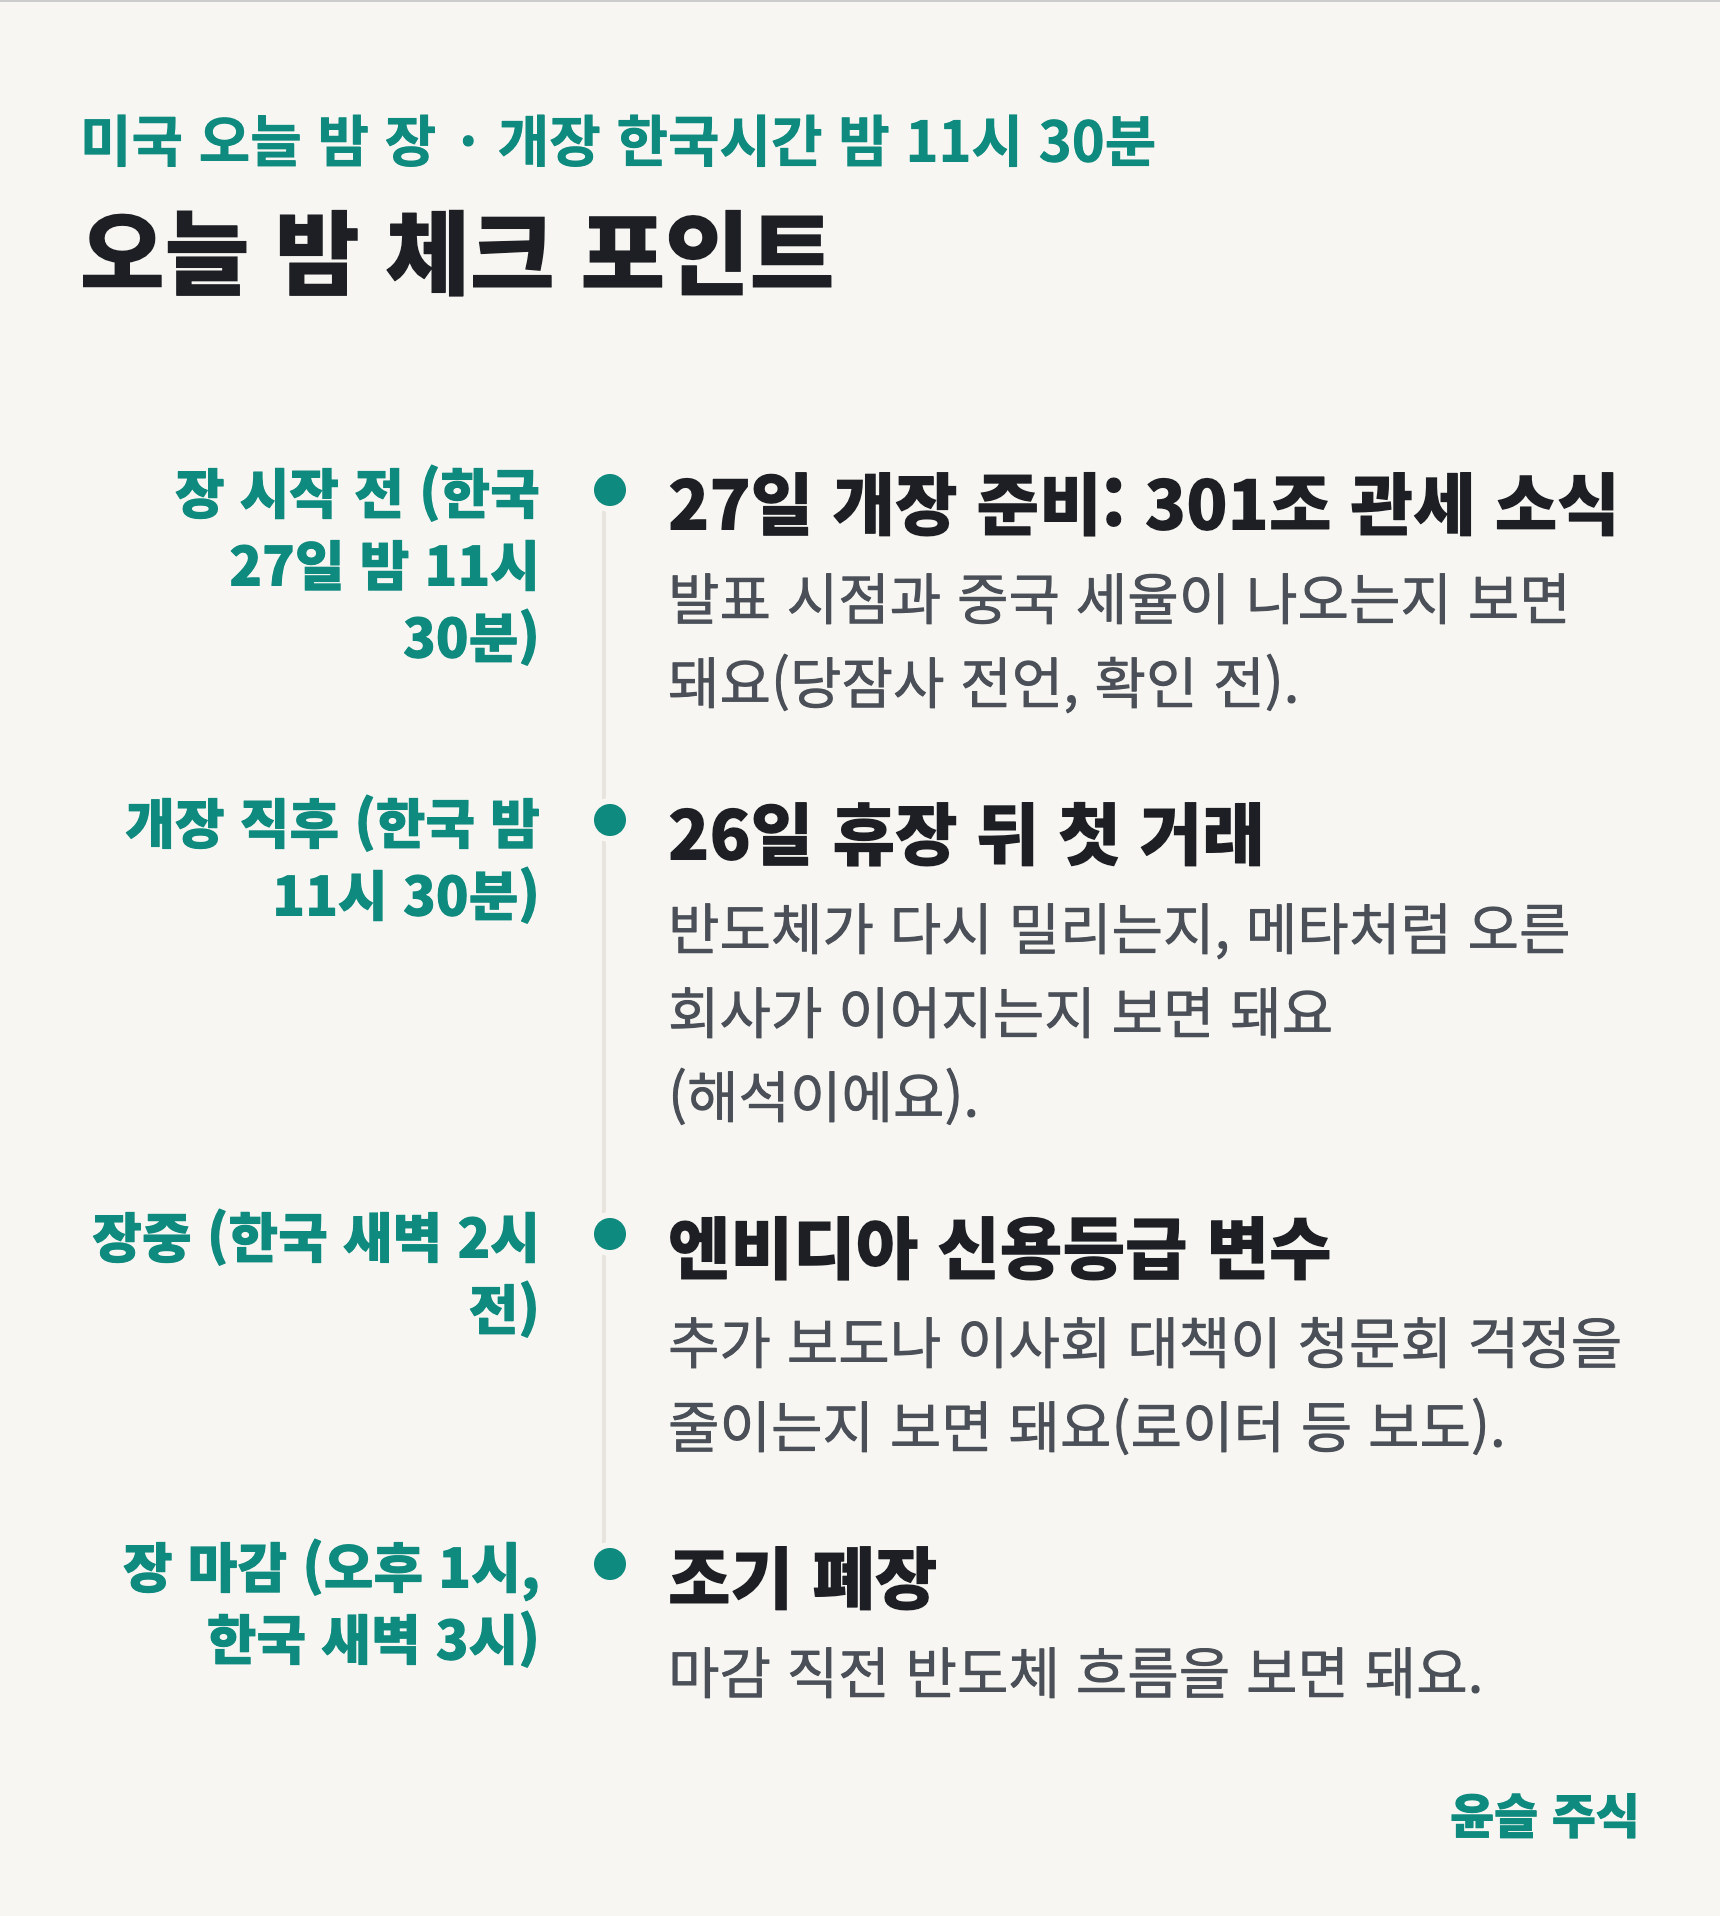 미국 오늘 밤 장 · 개장 한국시간 밤 11시 30분
오늘 밤 체크 포인트
장 시작 전 (한국
27일 밤 11시
30분)
27일 개장 준비: 301조 관세 소식
발표 시점과 중국 세율이 나오는지 보면
돼요(당잠사 전언, 확인 전).
개장 직후 (한국 밤
11시 30분)
26일 휴장 뒤 첫 거래
반도체가 다시 밀리는지, 메타처럼 오른
회사가 이어지는지 보면 돼요
(해석이에요).
장중 (한국 새벽 2시
전)
엔비디아 신용등급 변수
추가 보도나 이사회 대책이 청문회 걱정을
줄이는지 보면 돼요(로이터 등 보도).
장 마감 (오후 1시,
한국 새벽 3시)
조기 폐장
마감 직전 반도체 흐름을 보면 돼요.
윤슬 주식